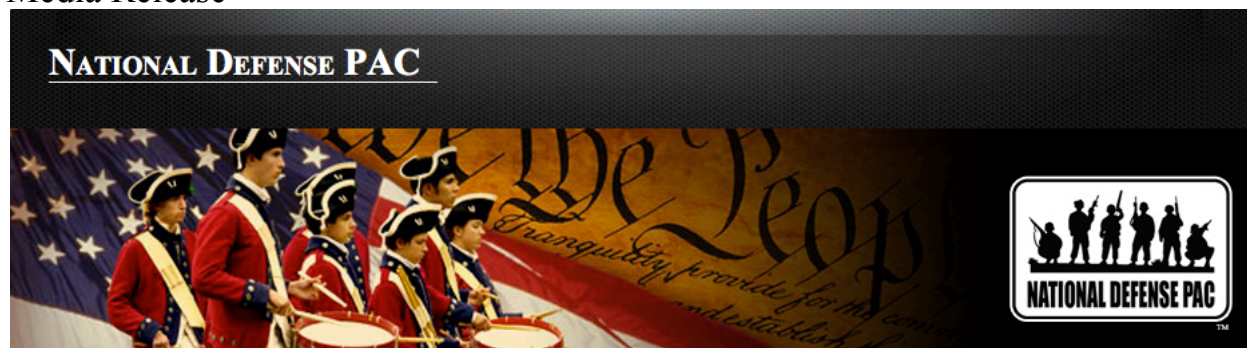 Media Release
NATIONAL DEFENSE PAC
We the People
Tranquility, provide for the com
and establish
NATIONAL DEFENSE PAC
TM